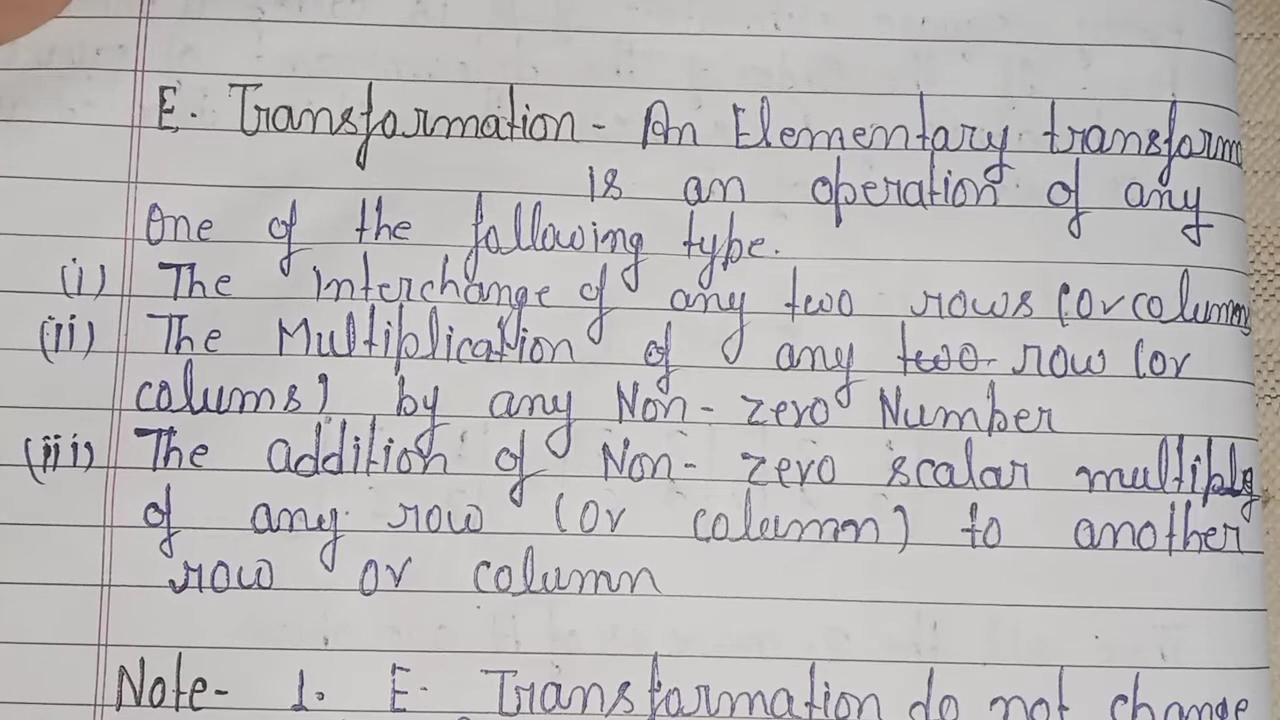 E. Transformation - An Elementary transform
is an operation of any
one of the following type.
(i) The interchange of any two rows (or column
(ii) The Multiplication of any two row (or
colums) by any Non-zero Number
(iii) The addition of Non-zero scalar multiply
of any row (or column) to another
row or column
Note- 1. E. Transformation do not change